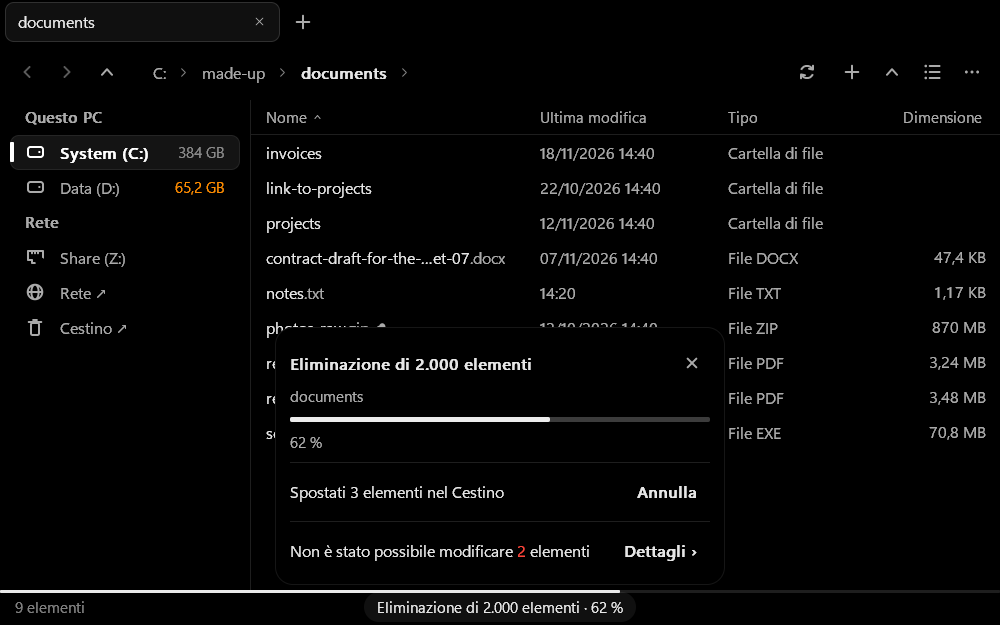 documents
C: made-up documents
Questo PC
System (C:) 384 GB
Data (D:) 65,2 GB
Rete
Share (Z:)
Rete ↗
Cestino ↗
Nome Ultima modifica Tipo Dimensione
invoices 18/11/2026 14:40 Cartella di file
link-to-projects 22/10/2026 14:40 Cartella di file
projects 12/11/2026 14:40 Cartella di file
contract-draft-for-the-...et-07.docx 07/11/2026 14:40 File DOCX 47,4 KB
notes.txt 14:20 File TXT 1,17 KB
File ZIP 870 MB
File PDF 3,24 MB
File PDF 3,48 MB
File EXE 70,8 MB
Eliminazione di 2.000 elementi
documents
62 %
Spostati 3 elementi nel Cestino Annulla
Non è stato possibile modificare 2 elementi Dettagli ›
9 elementi Eliminazione di 2.000 elementi · 62 %